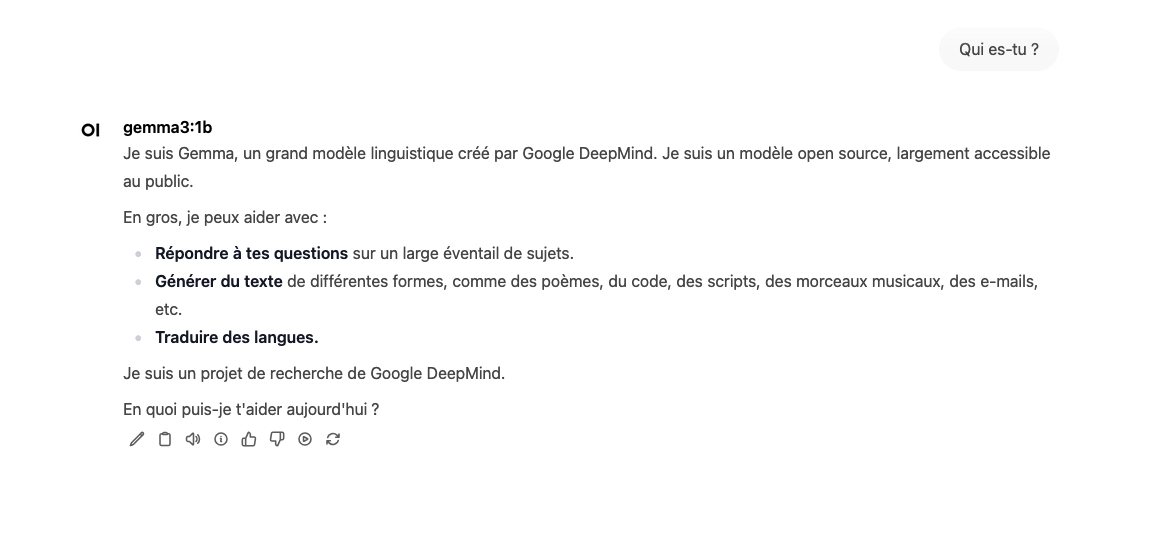 Qui es-tu ?
OI
gemma3:1b
Je suis Gemma, un grand modèle linguistique créé par Google DeepMind. Je suis un modèle open source, largement accessible
au public.
En gros, je peux aider avec :
Répondre à tes questions sur un large éventail de sujets.
Générer du texte de différentes formes, comme des poèmes, du code, des scripts, des morceaux musicaux, des e-mails,
etc.
Traduire des langues.
Je suis un projet de recherche de Google DeepMind.
En quoi puis-je t'aider aujourd'hui ?